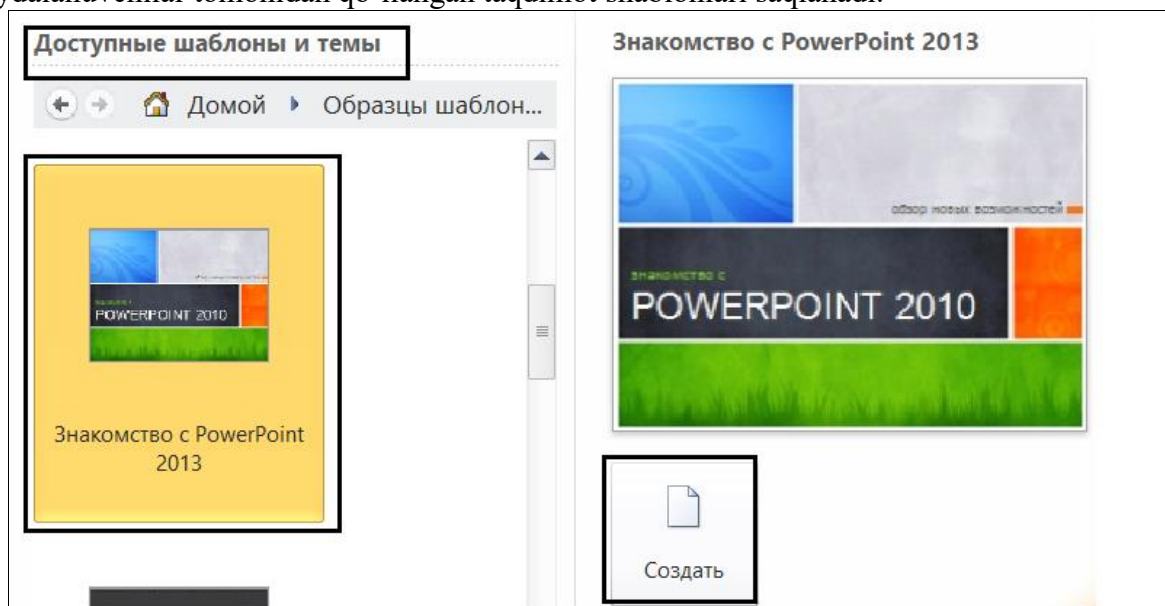 Доступные шаблоны и темы
Домой Образцы шаблон...
POWERPOINT 2010
Знакомство с PowerPoint
2013
Знакомство с PowerPoint 2013
обзор новых возможностей
знакомство с
POWERPOINT 2010
Создать